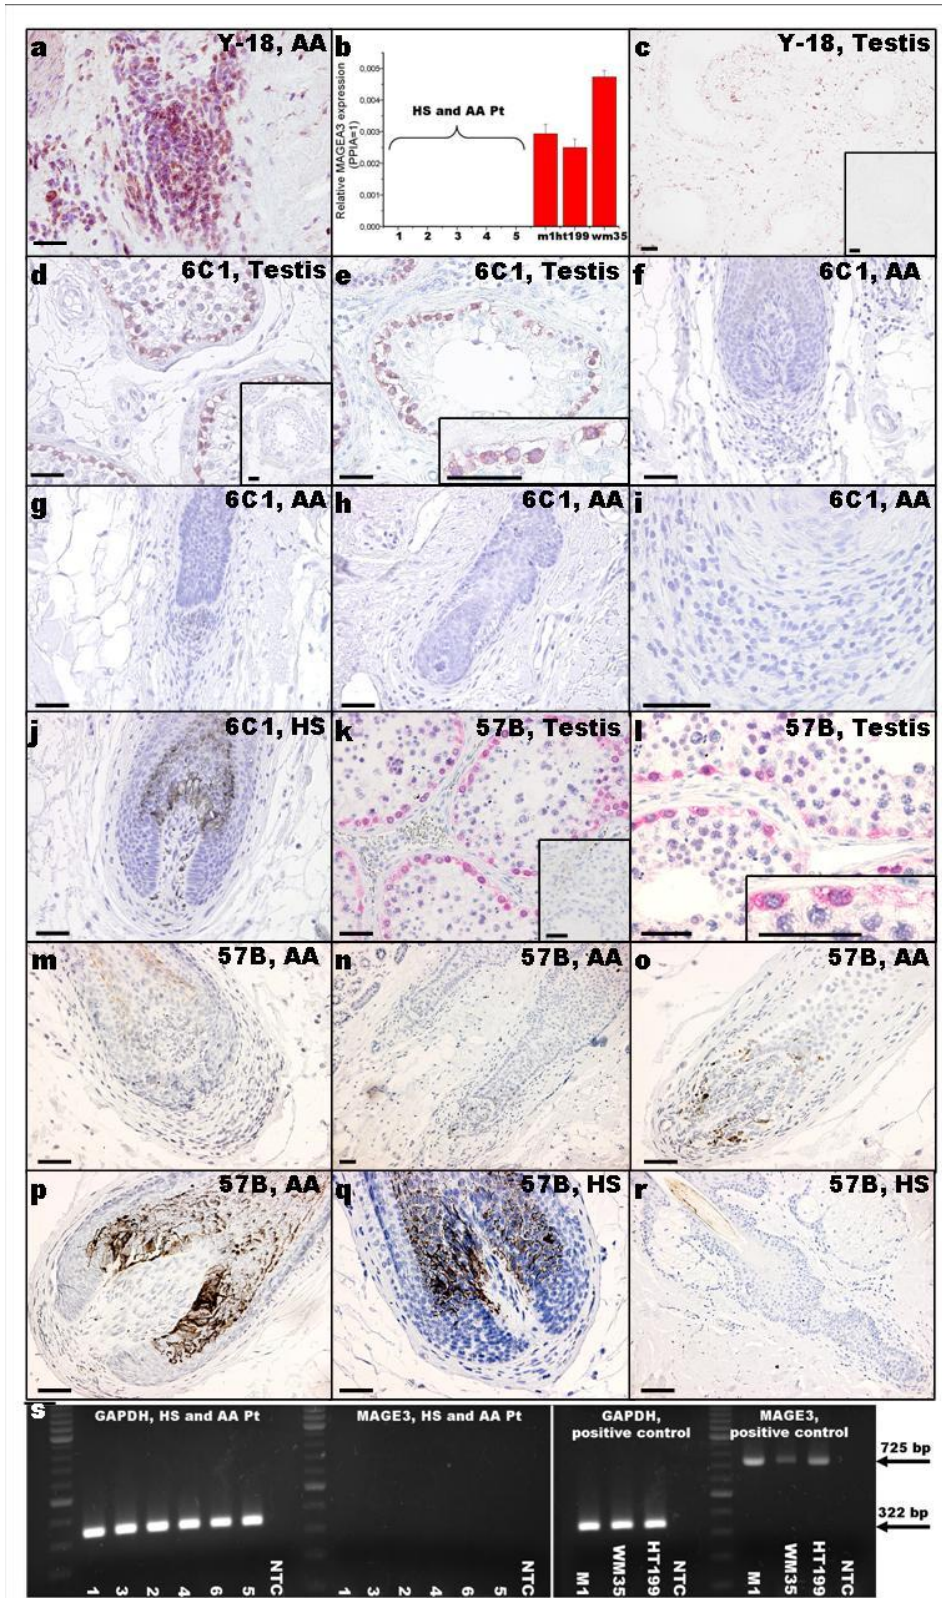 a
Y-18, AA
b
Relative MAGEA3 expression
(PPIA=1)
0,005
0,004
0,003
0,002
0,001
0,000
HS and AA Pt
1 2 3 4 5 m1 ht199 wm35
c
Y-18, Testis
d
6C1, Testis
e
6C1, Testis
f
6C1, AA
g
6C1, AA
h
6C1, AA
i
6C1, AA
j
6C1, HS
k
57B, Testis
l
57B, Testis
m
57B, AA
n
57B, AA
o
57B, AA
p
57B, AA
q
57B, HS
r
57B, HS
s
GAPDH, HS and AA Pt
MAGE3, HS and AA Pt
GAPDH,
positive control
MAGE3,
positive control
725 bp
322 bp
1 3 2 4 6 5 NTC
1 3 2 4 6 5 NTC
M1 WM35 HT199 NTC
M1 WM35 HT199 NTC